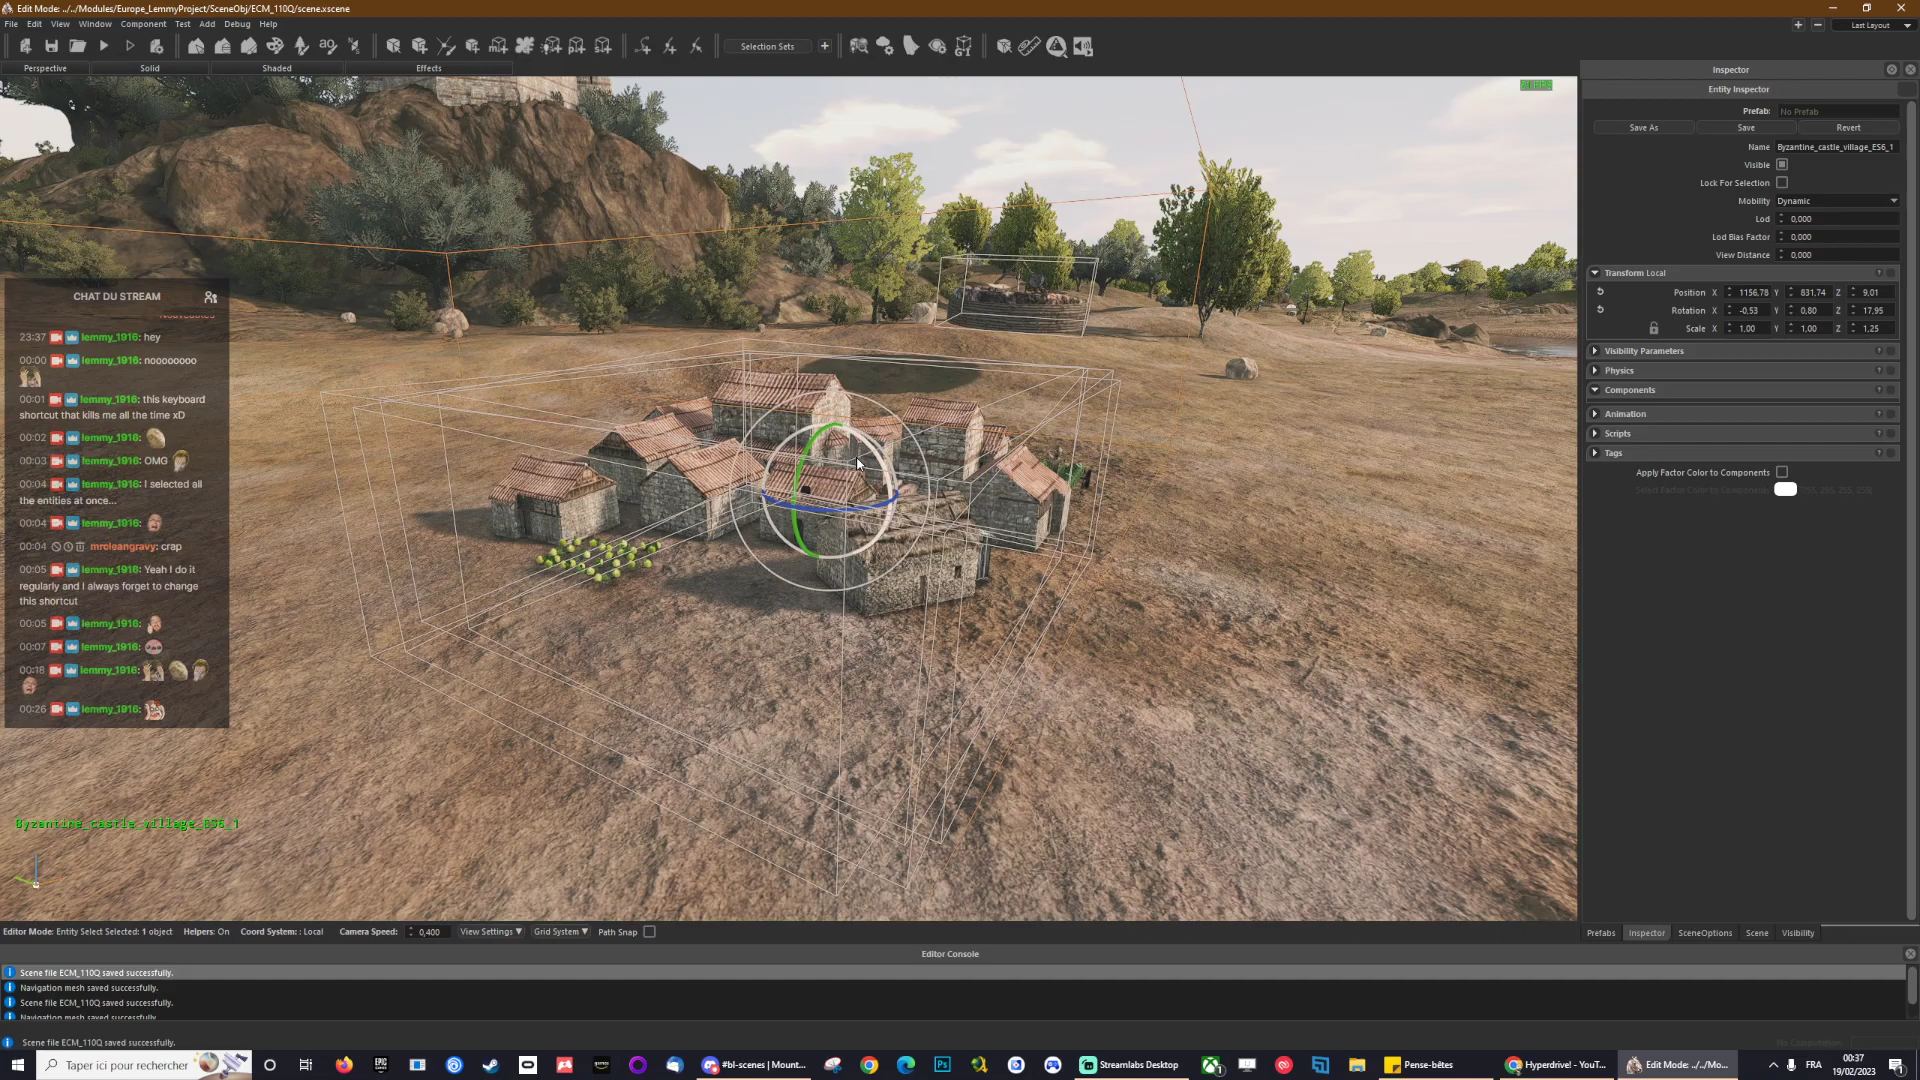 Edit Mode: ../../Modules/Europe_LemmyProject/SceneObj/ECM_110Q/scene.xscene
File Edit View Window Component Test Add Debug Help
Last Layout
Selection Sets
Perspective Solid Shaded Effects
Inspector
Entity Inspector
Prefab: No Prefab
Save As Save Revert
Name Byzantine_castle_village_ES6_1
Visible
Lock For Selection
Mobility Dynamic
Lod 0,000
Lod Bias Factor 0,000
View Distance 0,000
Transform Local
Position X 1156,78 Y 831,74 Z 9,01
Rotation X -0,53 Y 0,80 Z 17,95
Scale X 1,00 Y 1,00 Z 1,25
Visibility Parameters
Physics
Components
Animation
Scripts
Tags
Apply Factor Color to Components
Select Factor Color to Components
CHAT DU STREAM
23:37 lemmy_1916: hey
00:00 lemmy_1916: noooooooo
00:01 lemmy_1916: this keyboard
shortcut that kills me all the time xD
00:02 lemmy_1916:
00:03 lemmy_1916: OMG
00:04 lemmy_1916: I selected all
the entities at once...
00:04 lemmy_1916:
00:04 mrcleangravy: crap
00:05 lemmy_1916: Yeah I do it
regularly and I always forget to change
this shortcut
00:05 lemmy_1916:
00:07 lemmy_1916:
00:18 lemmy_1916:
00:26 lemmy_1916:
Byzantine_castle_village_ES6_1
Editor Mode: Entity Select Selected: 1 object Helpers: On Coord System: : Local Camera Speed: 0,400 View Settings Grid System Path Snap
Prefabs Inspector SceneOptions Scene Visibility
Editor Console
Scene file ECM_110Q saved successfully.
Navigation mesh saved successfully.
Scene file ECM_110Q saved successfully.
Navigation mesh saved successfully.
Scene file ECM_110Q saved successfully.
Taper ici pour rechercher
#bl-scenes | Mount...
Streamlabs Desktop
Pense-bêtes
Hyperdrive! - YouT...
Edit Mode: ../../Mo...
FRA
00:37
19/02/2023